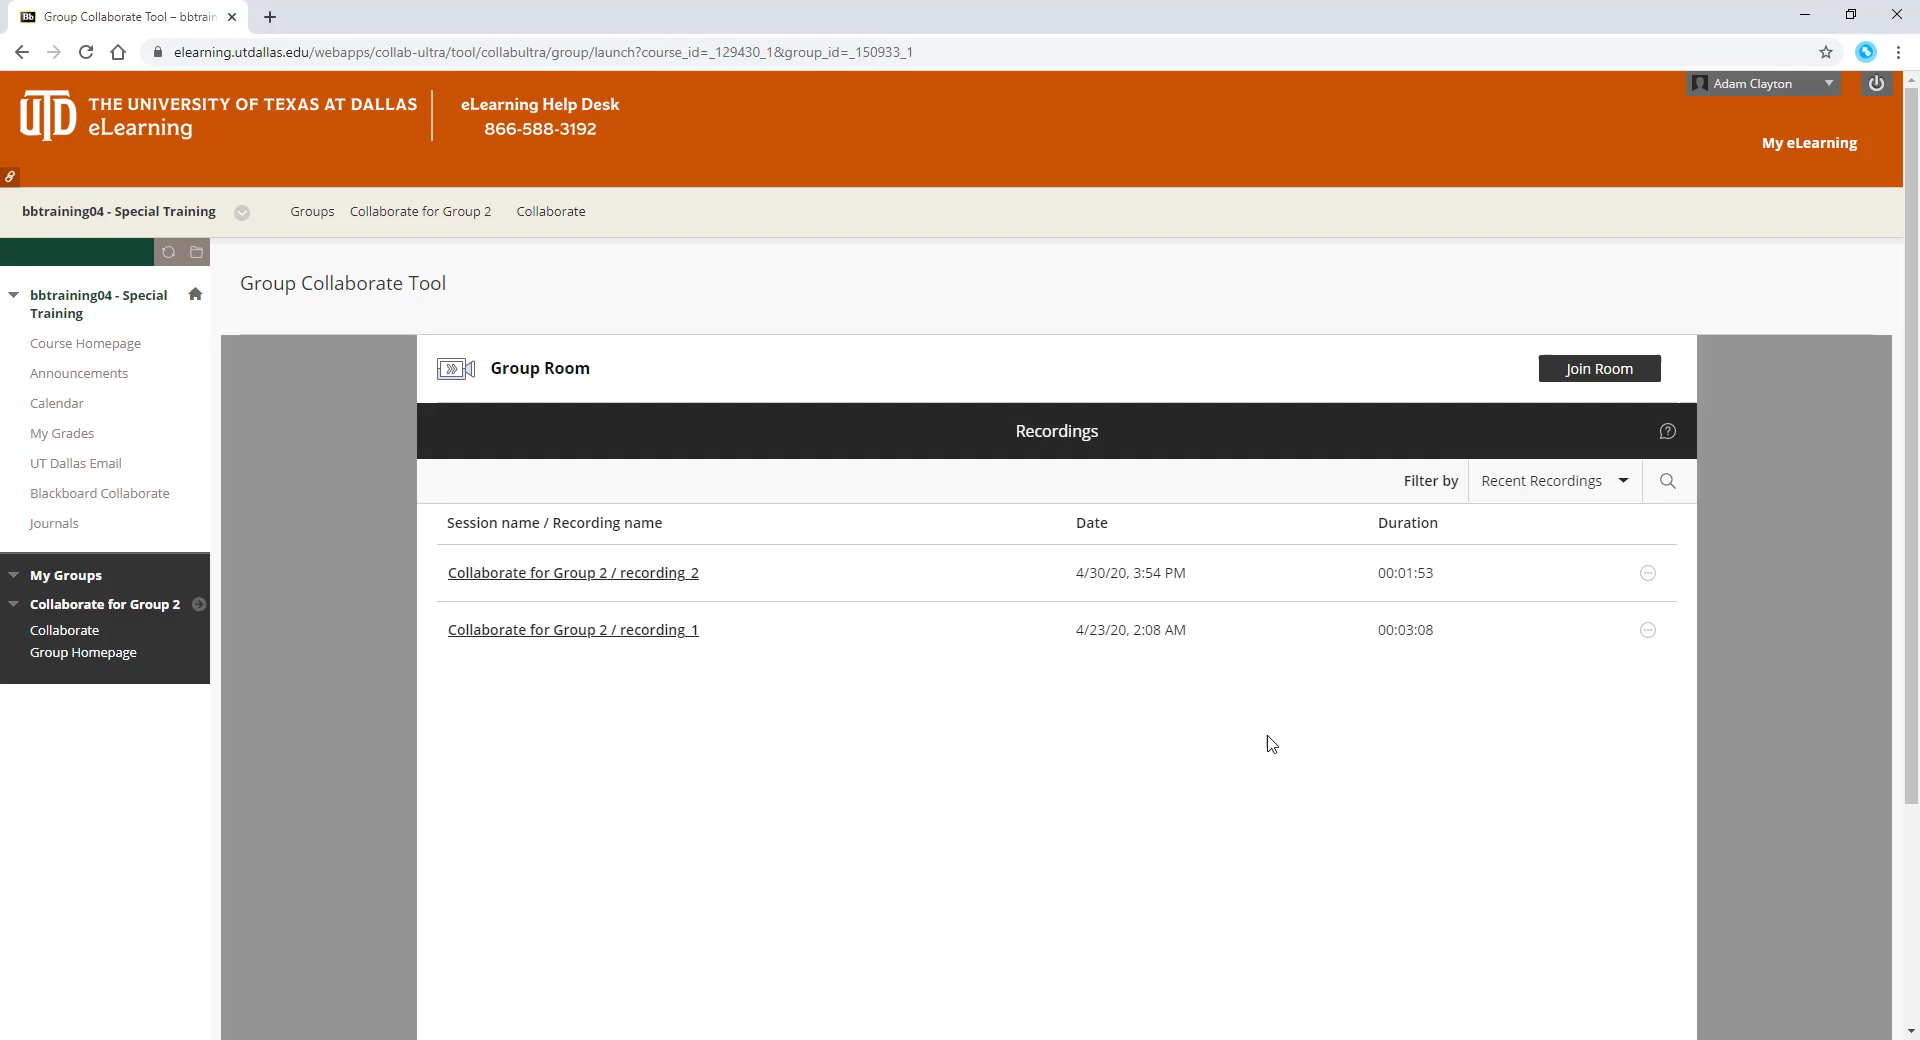 Bb Group Collaborate Tool – bbtrain
elearning.utdallas.edu/webapps/collab-ultra/tool/collabultra/group/launch?course_id=_129430_1&group_id=_150933_1
Adam Clayton
UTD THE UNIVERSITY OF TEXAS AT DALLAS
eLearning
eLearning Help Desk
866-588-3192
My eLearning
bbtraining04 - Special Training
Groups
Collaborate for Group 2
Collaborate
bbtraining04 - Special
Training
Course Homepage
Announcements
Calendar
My Grades
UT Dallas Email
Blackboard Collaborate
Journals
My Groups
Collaborate for Group 2
Collaborate
Group Homepage
Group Collaborate Tool
Group Room
Join Room
Recordings
Filter by
Recent Recordings
Session name / Recording name Date Duration
Collaborate for Group 2 / recording_2 4/30/20, 3:54 PM 00:01:53
Collaborate for Group 2 / recording_1 4/23/20, 2:08 AM 00:03:08